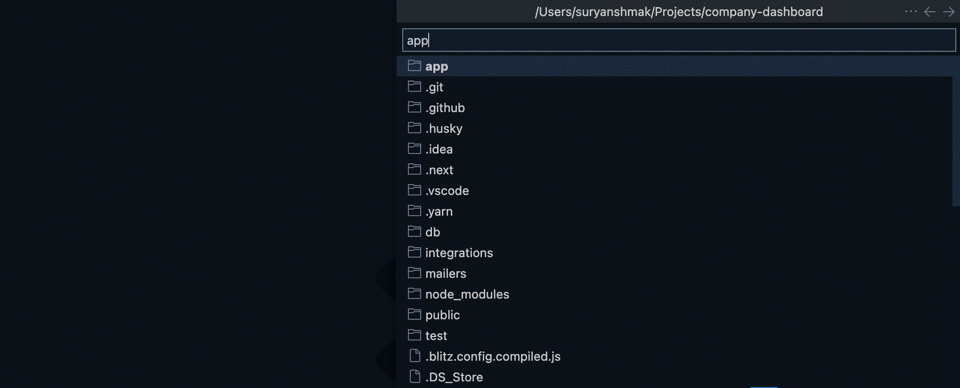 /Users/suryanshmak/Projects/company-dashboard
app
app
.git
.github
.husky
.idea
.next
.vscode
.yarn
db
integrations
mailers
node_modules
public
test
.blitz.config.compiled.js
.DS_Store